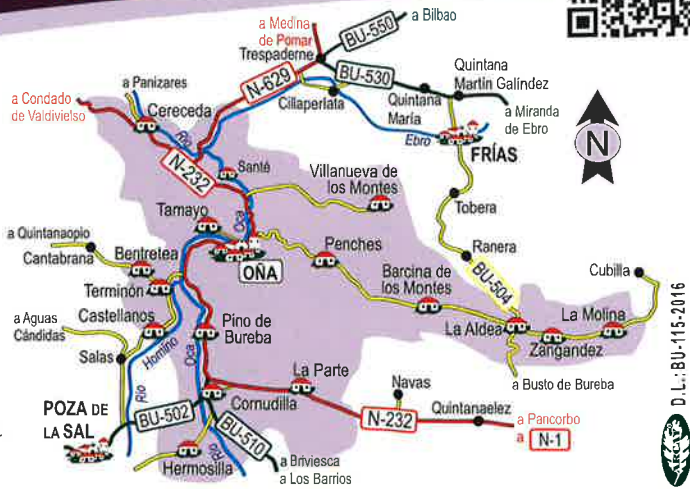 a Medina
de Pomar
BU-550
a Bilbao
Trespaderne
BU-530
Quintana
Martín Galíndez
a Panizares
N-629
Cillaperlata
Quintana
María
a Miranda
de Ebro
a Condado
de Valdivielso
Cereceda
Río
Ebro
FRÍAS
N
N-232
Santé
Villanueva de
los Montes
Tobera
Tamayo
Oca
a Quintanaopio
Cantabrana
Bentretea
OÑA
Penches
Ranera
BU-504
Cubilla
Terminón
Barcina de
los Montes
Castellanos
a Aguas
Cándidas
Pino de
Bureba
La Aldea
La Molina
Zangandez
Salas
Homino
Oca
Río
La Parte
Navas
a Busto de Bureba
POZA DE
LA SAL
BU-502
Cornudilla
N-232
Quintanaelez
a Pancorbo
a N-1
BU-510
Río
Hermosilla
a Briviesca
a Los Barrios
D.L.: BU-115-2016
ARCAYO